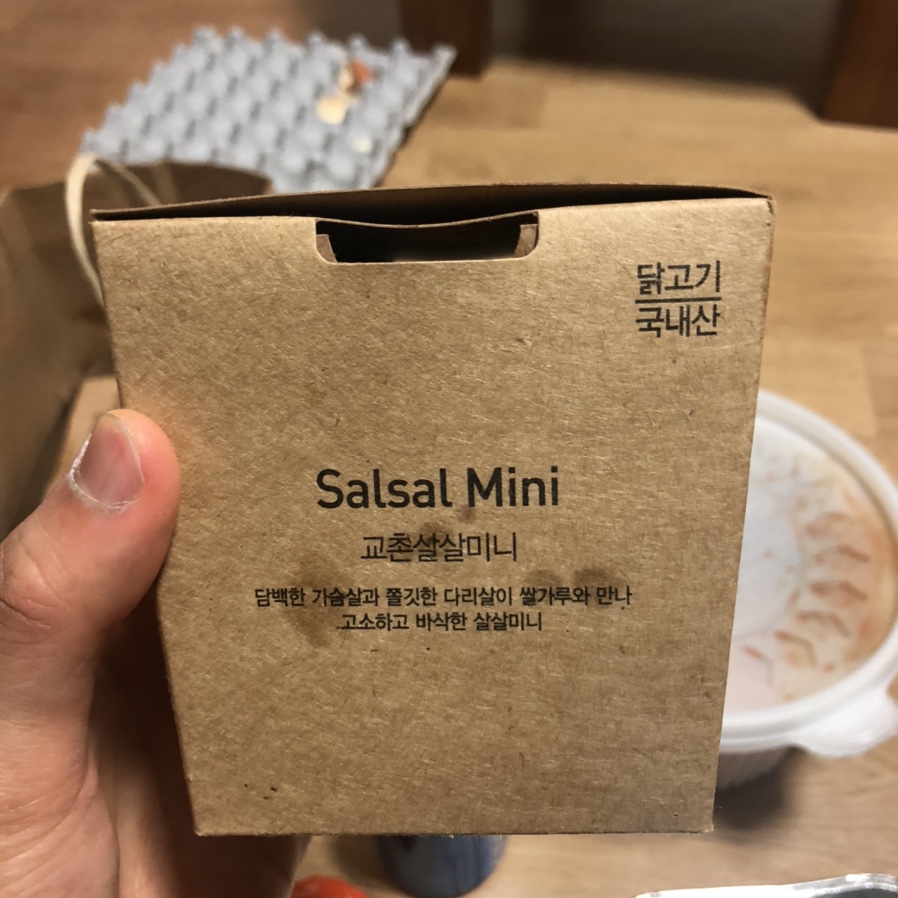 닭고기
국내산
Salsal Mini
교촌살살미니
담백한 가슴살과 쫄깃한 다리살이 쌀가루와 만나
고소하고 바삭한 살살미니